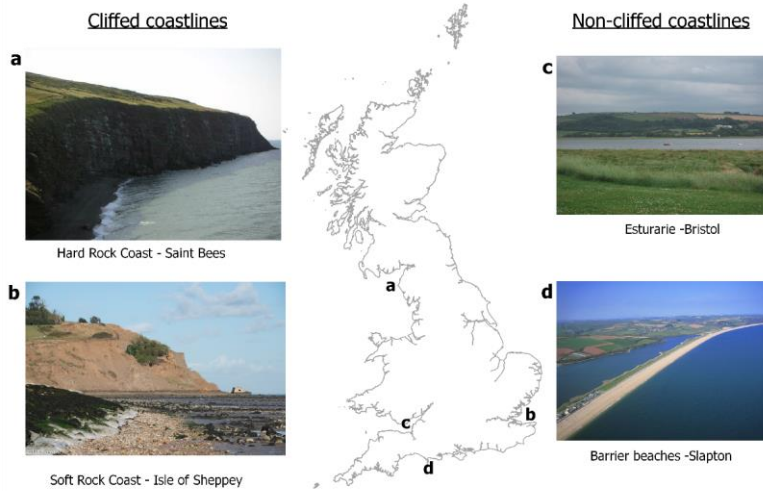 Cliffed coastlines
Non-cliffed coastlines
a
Hard Rock Coast - Saint Bees
b
Soft Rock Coast - Isle of Sheppey
a
c
b
d
c
Esturarie -Bristol
d
Barrier beaches -Slapton